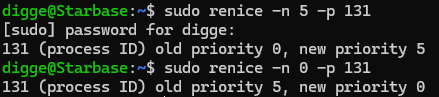 digge@Starbase:~$ sudo renice -n 5 -p 131
[sudo] password for digge:
131 (process ID) old priority 0, new priority 5
digge@Starbase:~$ sudo renice -n 0 -p 131
131 (process ID) old priority 5, new priority 0